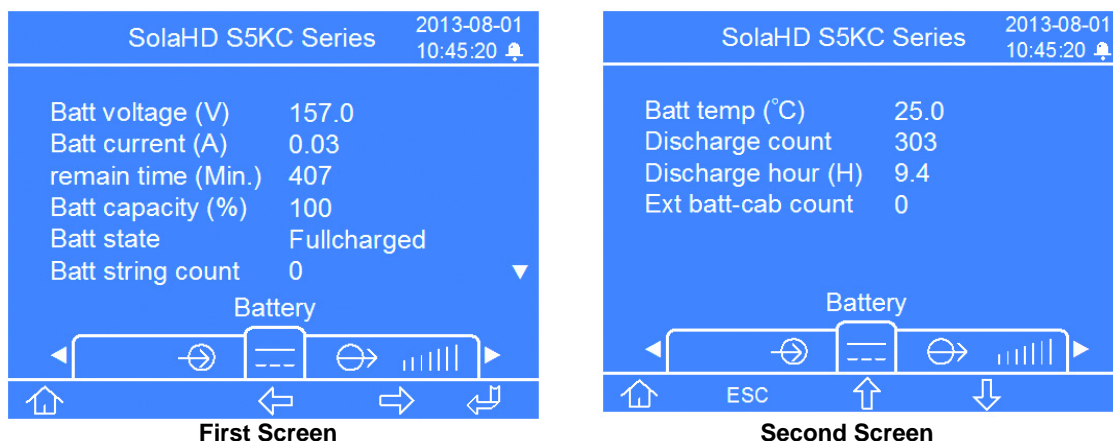 SolaHD S5KC Series
2013-08-01
10:45:20
Batt voltage (V) 157.0
Batt current (A) 0.03
remain time (Min.) 407
Batt capacity (%) 100
Batt state Fullcharged
Batt string count 0
Battery
First Screen
SolaHD S5KC Series
2013-08-01
10:45:20
Batt temp (°C) 25.0
Discharge count 303
Discharge hour (H) 9.4
Ext batt-cab count 0
Battery
ESC
Second Screen